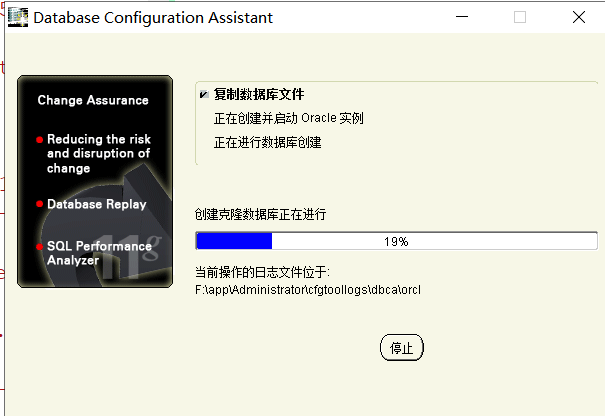 Database Configuration Assistant
Change Assurance
Reducing the risk
and disruption of
change
Database Replay
SQL Performance
Analyzer
11g
复制数据库文件
正在创建并启动 Oracle 实例
正在进行数据库创建
创建克隆数据库正在进行
19%
当前操作的日志文件位于:
F:\app\Administrator\cfgtoollogs\dbca\orcl
停止